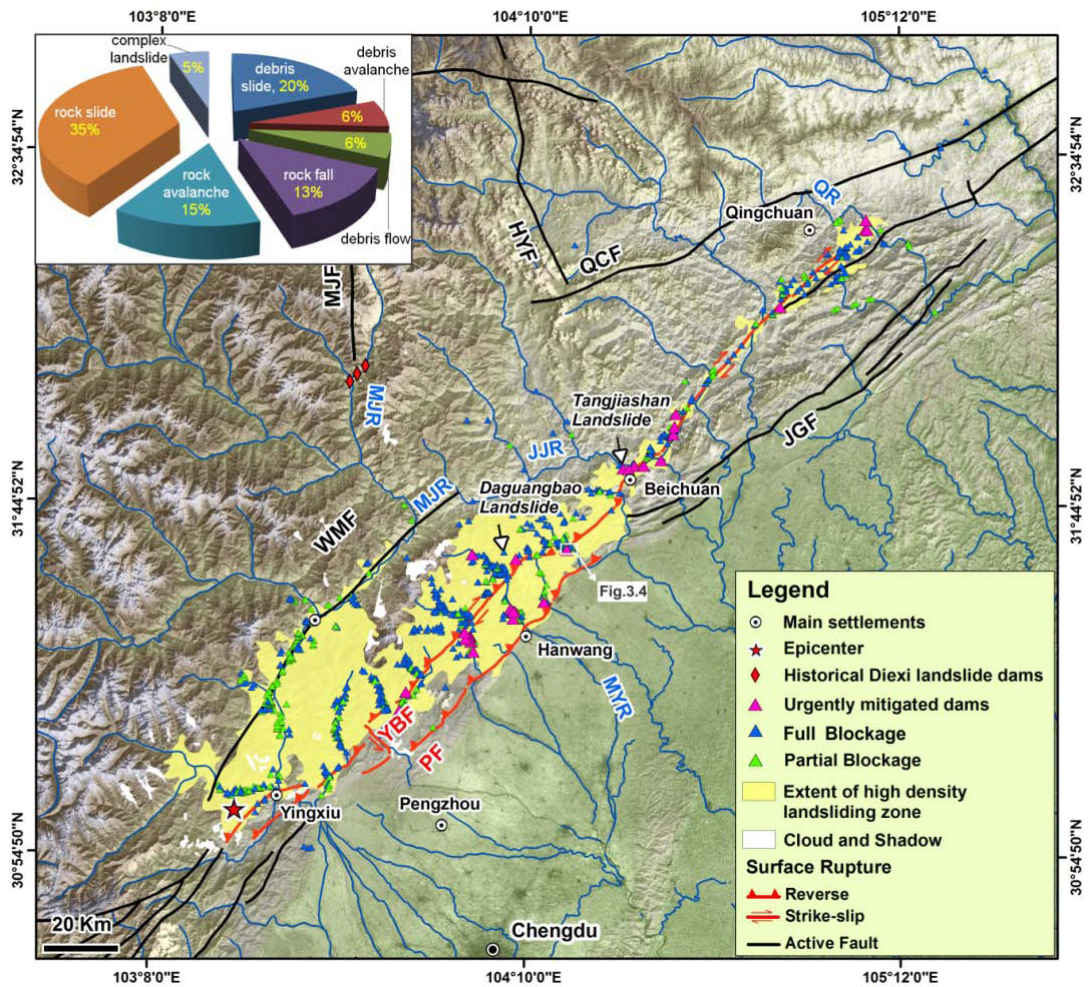 103°8'0"E
104°10'0"E
105°12'0"E
complex
landslide
5%
debris
slide, 20%
debris
avalanche
6%
6%
rock slide
35%
rock
avalanche
15%
rock fall
13%
debris flow
32°34'54"N
32°34'54"N
QR
Qingchuan
HYF
QCF
MJF
MJR
Tangjiashan
Landslide
JGF
JJR
Beichuan
31°44'52"N
31°44'52"N
MJR
Daguangbao
Landslide
WMF
Fig.3.4
Hanwang
MYR
YBF
PF
Yingxiu
Pengzhou
30°54'50"N
30°54'50"N
Chengdu
20 Km
Legend
Main settlements
Epicenter
Historical Diexi landslide dams
Urgently mitigated dams
Full Blockage
Partial Blockage
Extent of high density
landsliding zone
Cloud and Shadow
Surface Rupture
Reverse
Strike-slip
Active Fault
103°8'0"E
104°10'0"E
105°12'0"E